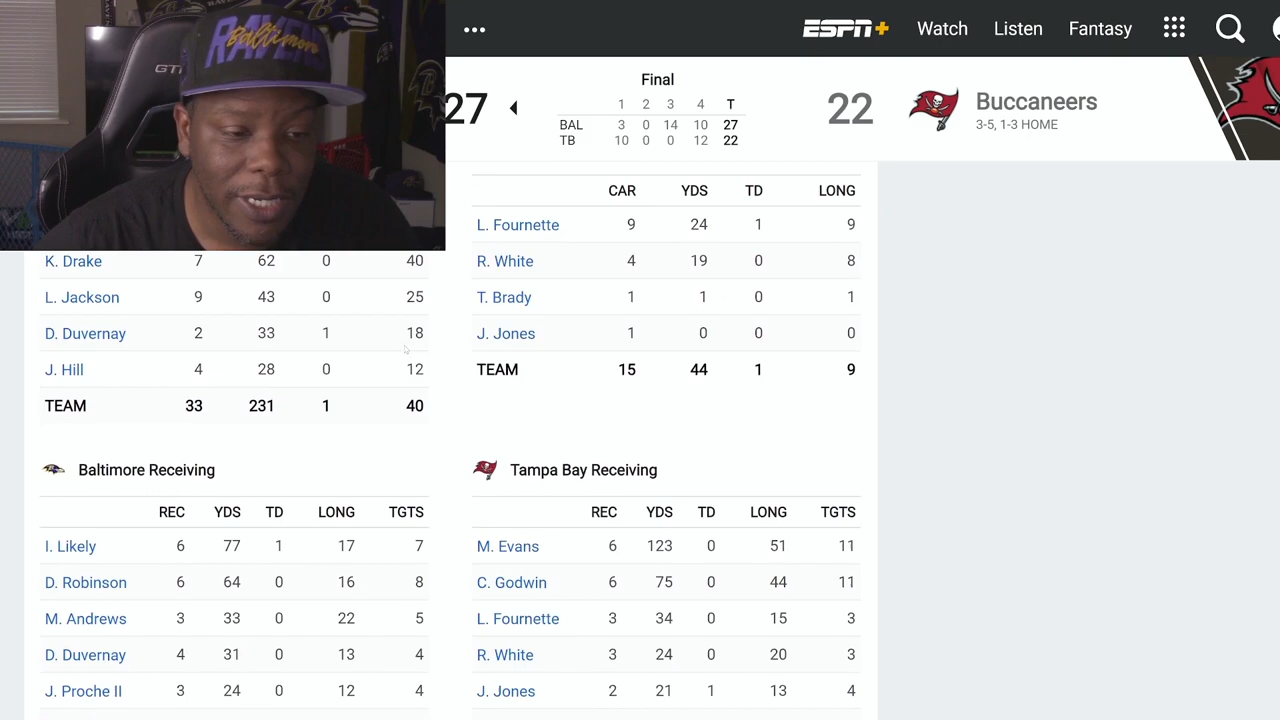 RAVENS
Baltimore
GT
... ESPN+ Watch Listen Fantasy
27
Final
1 2 3 4 T
BAL 3 0 14 10 27
TB 10 0 0 12 22
22
Buccaneers
3-5, 1-3 HOME
K. Drake 7 62 0 40
L. Jackson 9 43 0 25
D. Duvernay 2 33 1 18
J. Hill 4 28 0 12
TEAM 33 231 1 40
CAR YDS TD LONG
L. Fournette 9 24 1 9
R. White 4 19 0 8
T. Brady 1 1 0 1
J. Jones 1 0 0 0
TEAM 15 44 1 9
Baltimore Receiving
REC YDS TD LONG TGTS
I. Likely 6 77 1 17 7
D. Robinson 6 64 0 16 8
M. Andrews 3 33 0 22 5
D. Duvernay 4 31 0 13 4
J. Proche II 3 24 0 12 4
Tampa Bay Receiving
REC YDS TD LONG TGTS
M. Evans 6 123 0 51 11
C. Godwin 6 75 0 44 11
L. Fournette 3 34 0 15 3
R. White 3 24 0 20 3
J. Jones 2 21 1 13 4